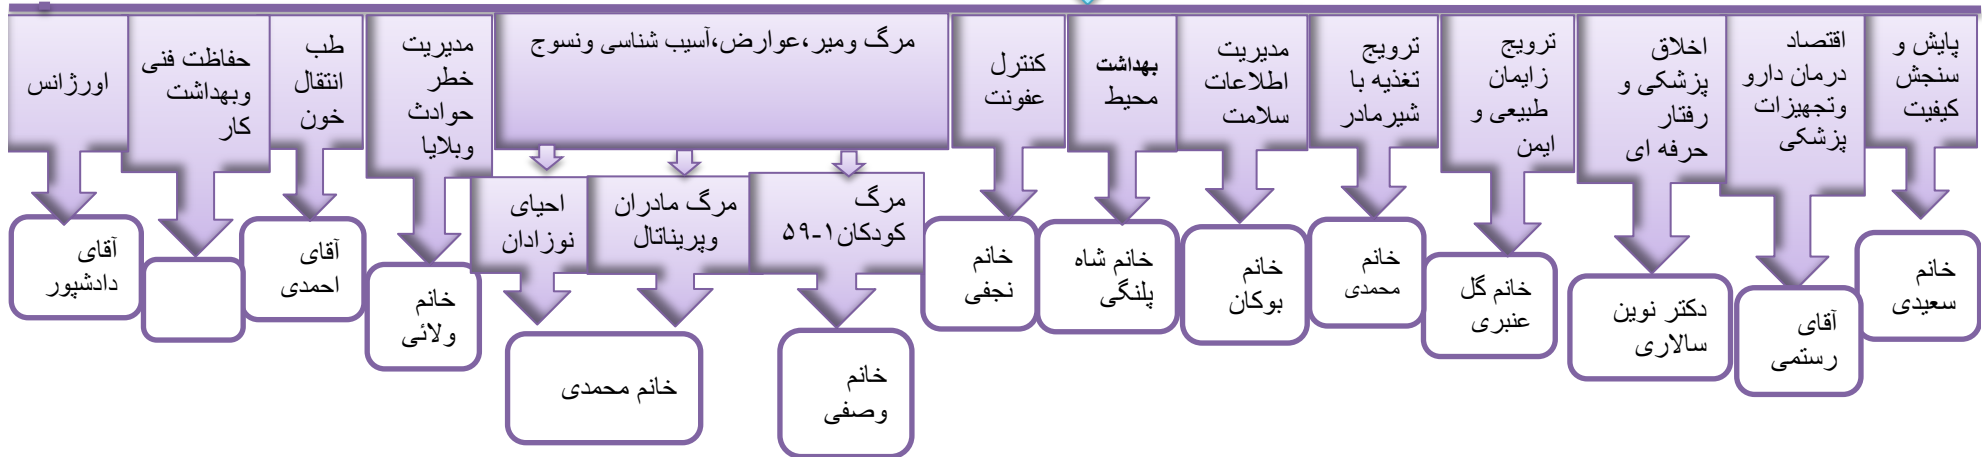 پایش و
سنجش
کیفیت
اقتصاد
درمان دارو
وتجهیزات
پزشکی
اخلاق
پزشکی و
رفتار
حرفه ای
ترویج
زایمان
طبیعی و
ایمن
ترویج
تغذیه با
شیرمادر
مدیریت
اطلاعات
سلامت
بهداشت
محیط
کنترل
عفونت
مرگ ومیر،عوارض،آسیب شناسی ونسوج
مدیریت
خطر
حوادث
وبلایا
طب
انتقال
خون
حفاظت فنی
وبهداشت
کار
اورژانس
مرگ
کودکان۱-۵۹
مرگ مادران
وپریناتال
احیای
نوزادان
خانم
سعیدی
آقای
رستمی
دکتر نوین
سالاری
خانم گل
عنبری
خانم
محمدی
خانم
بوکان
خانم شاه
پلنگی
خانم
نجفی
خانم
وصفی
خانم محمدی
خانم
ولائی
آقای
احمدی
آقای
دادشپور